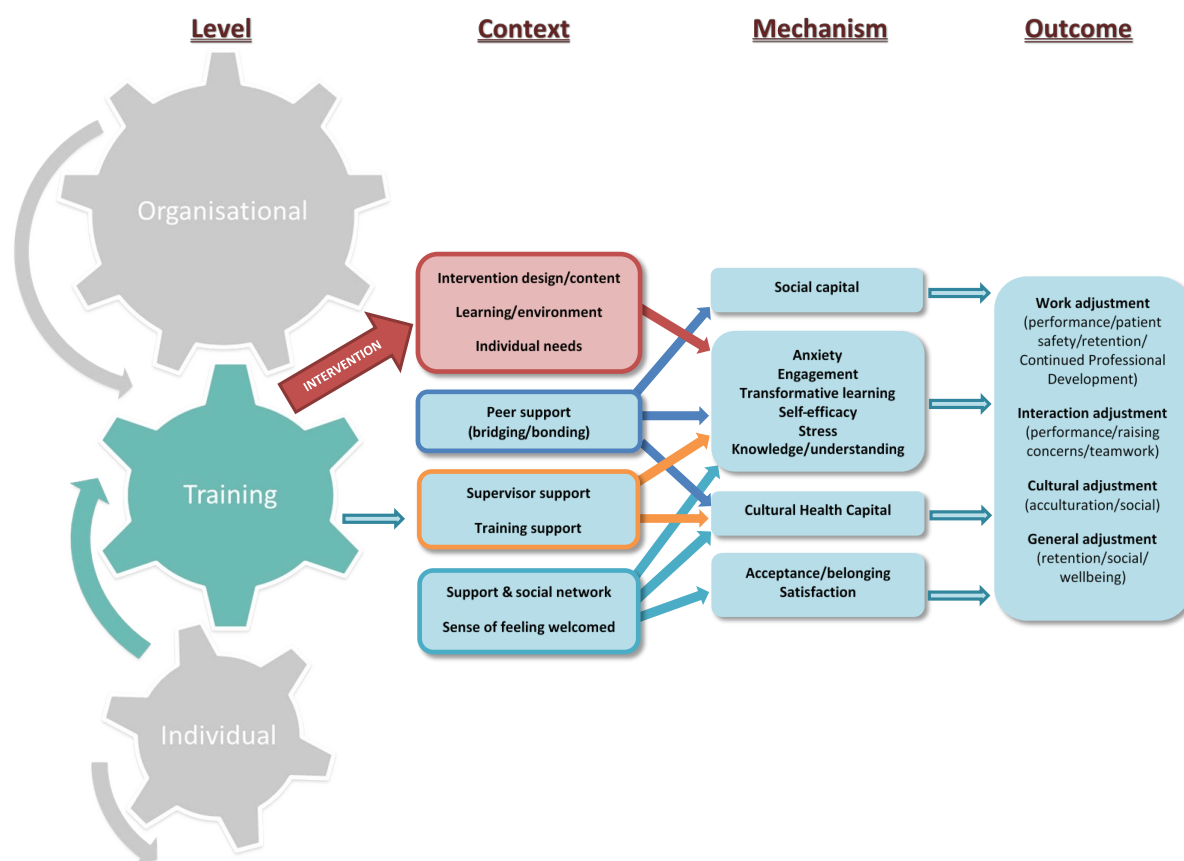 Level
Context
Mechanism
Outcome
Organisational
Training
Individual
INTERVENTION
Intervention design/content
Learning/environment
Individual needs
Peer support
(bridging/bonding)
Supervisor support
Training support
Support & social network
Sense of feeling welcomed
Social capital
Anxiety
Engagement
Transformative learning
Self-efficacy
Stress
Knowledge/understanding
Cultural Health Capital
Acceptance/belonging
Satisfaction
Work adjustment
(performance/patient
safety/retention/
Continued Professional
Development)
Interaction adjustment
(performance/raising
concerns/teamwork)
Cultural adjustment
(acculturation/social)
General adjustment
(retention/social/
wellbeing)